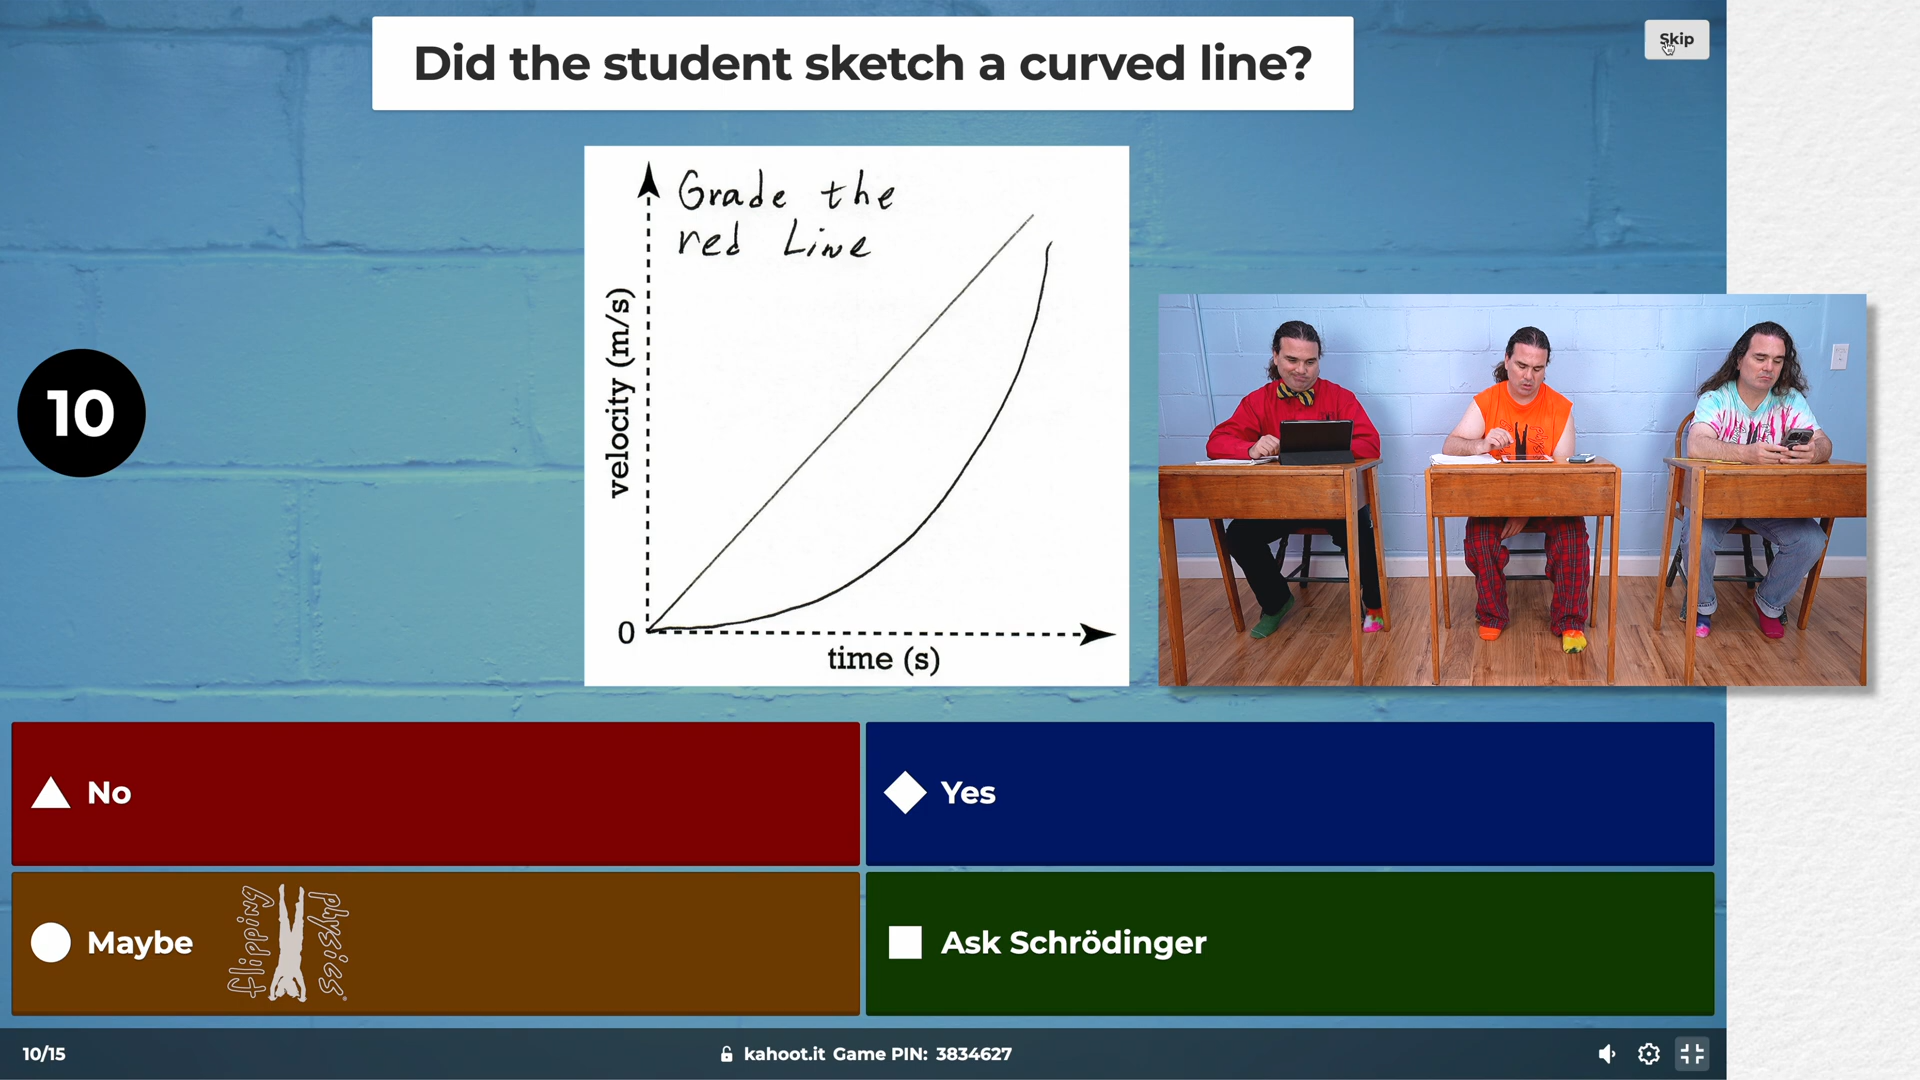 Did the student sketch a curved line?
Skip
Grade the
red Line
velocity (m/s)
0
time (s)
10
No
Yes
Maybe
flipping physics
Ask Schrödinger
10/15
kahoot.it Game PIN: 3834627